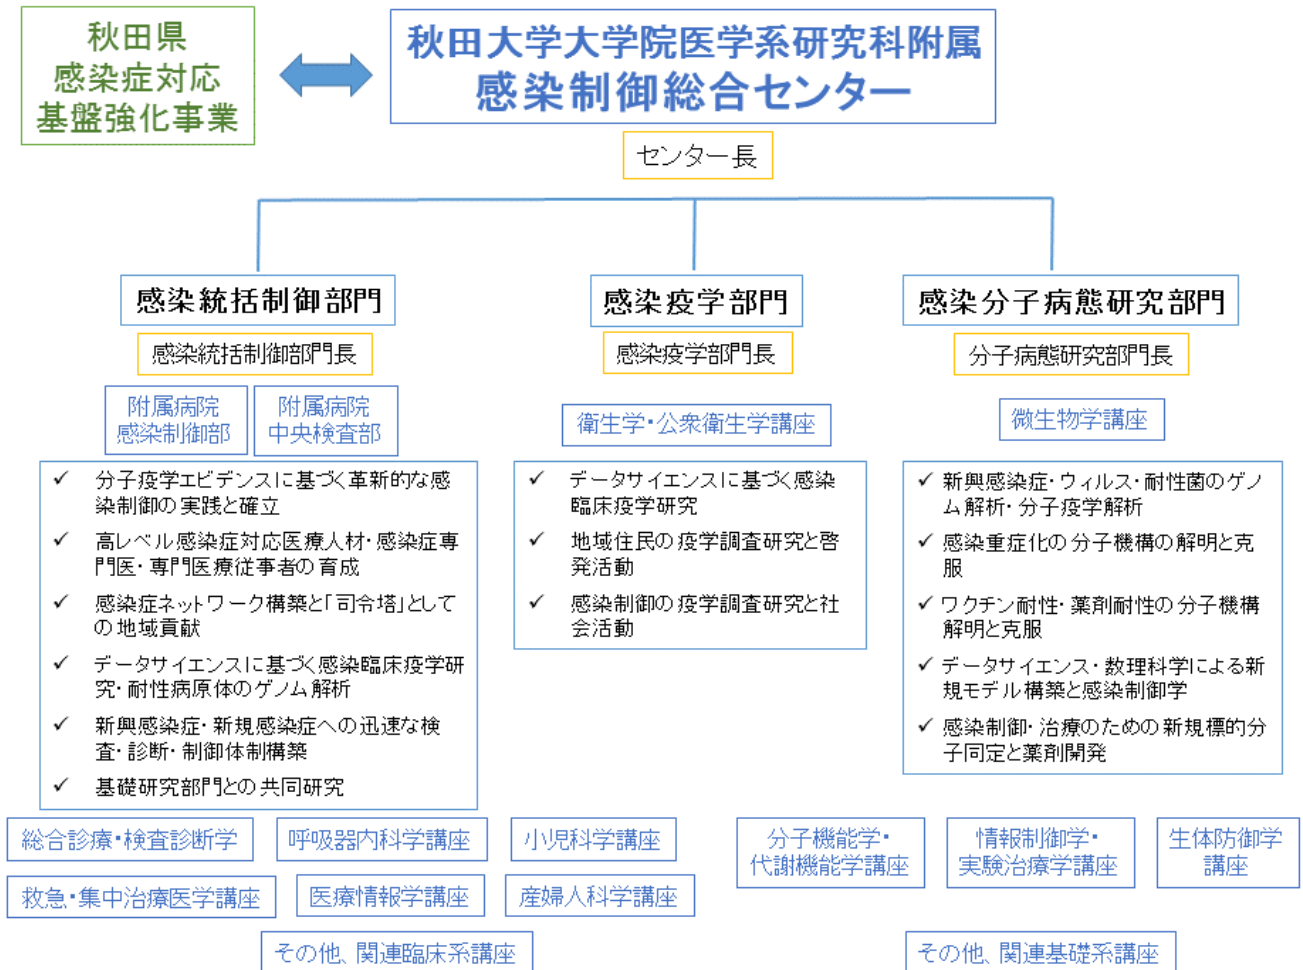 秋田県
感染症対応
基盤強化事業
秋田大学大学院医学系研究科附属
感染制御総合センター
センター長
感染統括制御部門
感染統括制御部門長
附属病院
感染制御部
附属病院
中央検査部
✓ 分子疫学エビデンスに基づく革新的な感
染制御の実践と確立
✓ 高レベル感染症対応医療人材・感染症専
門医・専門医療従事者の育成
✓ 感染症ネットワーク構築と「司令塔」として
の地域貢献
✓ データサイエンスに基づく感染臨床疫学研
究・耐性病原体のゲノム解析
✓ 新興感染症・新規感染症への迅速な検
査・診断・制御体制構築
✓ 基礎研究部門との共同研究
感染疫学部門
感染疫学部門長
衛生学・公衆衛生学講座
✓ データサイエンスに基づく感染
臨床疫学研究
✓ 地域住民の疫学調査研究と啓
発活動
✓ 感染制御の疫学調査研究と社
会活動
感染分子病態研究部門
分子病態研究部門長
微生物学講座
✓ 新興感染症・ウィルス・耐性菌のゲノ
ム解析・分子疫学解析
✓ 感染重症化の分子機構の解明と克
服
✓ ワクチン耐性・薬剤耐性の分子機構
解明と克服
✓ データサイエンス・数理科学による新
規モデル構築と感染制御学
✓ 感染制御・治療のための新規標的分
子同定と薬剤開発
総合診療・検査診断学
呼吸器内科学講座
小児科学講座
救急・集中治療医学講座
医療情報学講座
産婦人科学講座
その他、関連臨床系講座
分子機能学・
代謝機能学講座
情報制御学・
実験治療学講座
生体防御学
講座
その他、関連基礎系講座